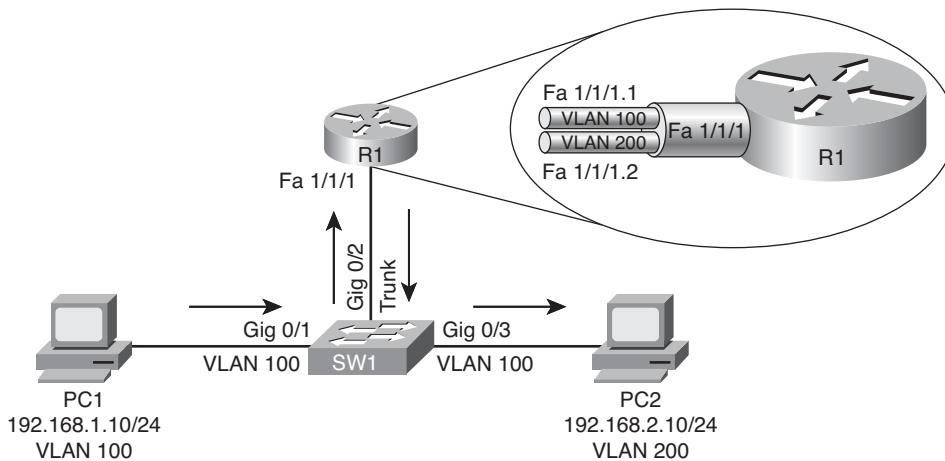 Fa 1/1/1.1
VLAN 100
VLAN 200
Fa 1/1/1
Fa 1/1/1.2
R1
R1
Fa 1/1/1
Gig 0/2
Trunk
Gig 0/1
Gig 0/3
VLAN 100
SW1
VLAN 100
PC1
192.168.1.10/24
VLAN 100
PC2
192.168.2.10/24
VLAN 200